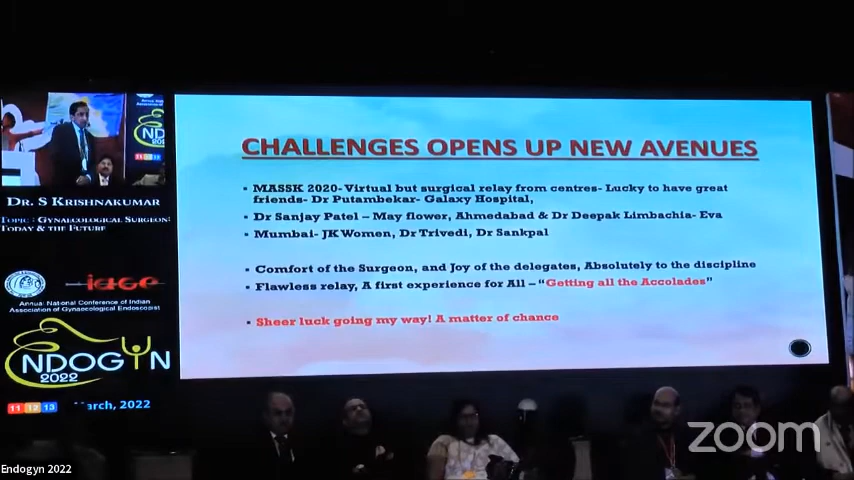 DR. S KRISHNAKUMAR
TOPIC : GYNAECOLOGICAL SURGEON:
TODAY & THE FUTURE
iage
Annual National Conference of Indian
Association of Gynaecological Endoscopist
ENDOGYN
2022
11 12 13 March, 2022
CHALLENGES OPENS UP NEW AVENUES
MASSK 2020- Virtual but surgical relay from centres- Lucky to have great
friends- Dr Putambekar- Galaxy Hospital,
Dr Sanjay Patel – May flower, Ahmedabad & Dr Deepak Limbachia- Eva
Mumbai- JK Women, Dr Trivedi, Dr Sankpal
Comfort of the Surgeon, and Joy of the delegates, Absolutely to the discipline
Flawless relay, A first experience for All – “Getting all the Accolades”
Sheer luck going my way! A matter of chance
zoom
Endogyn 2022